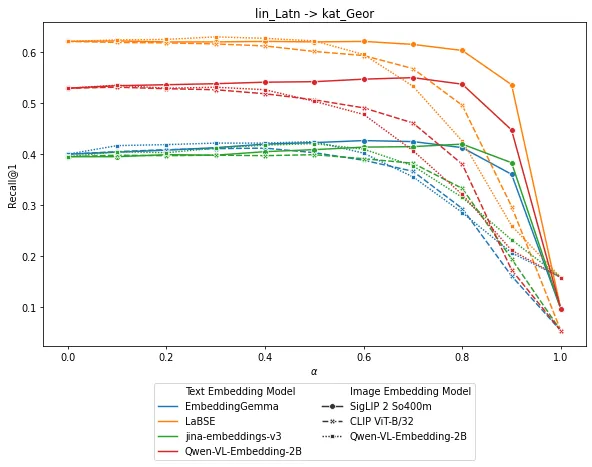 lin_Latn -> kat_Geor
Recall@1
0.6
0.5
0.4
0.3
0.2
0.1
0.0 0.2 0.4 0.6 0.8 1.0
α
Text Embedding Model Image Embedding Model
EmbeddingGemma SigLIP 2 So400m
LaBSE CLIP ViT-B/32
jina-embeddings-v3 Qwen-VL-Embedding-2B
Qwen-VL-Embedding-2B